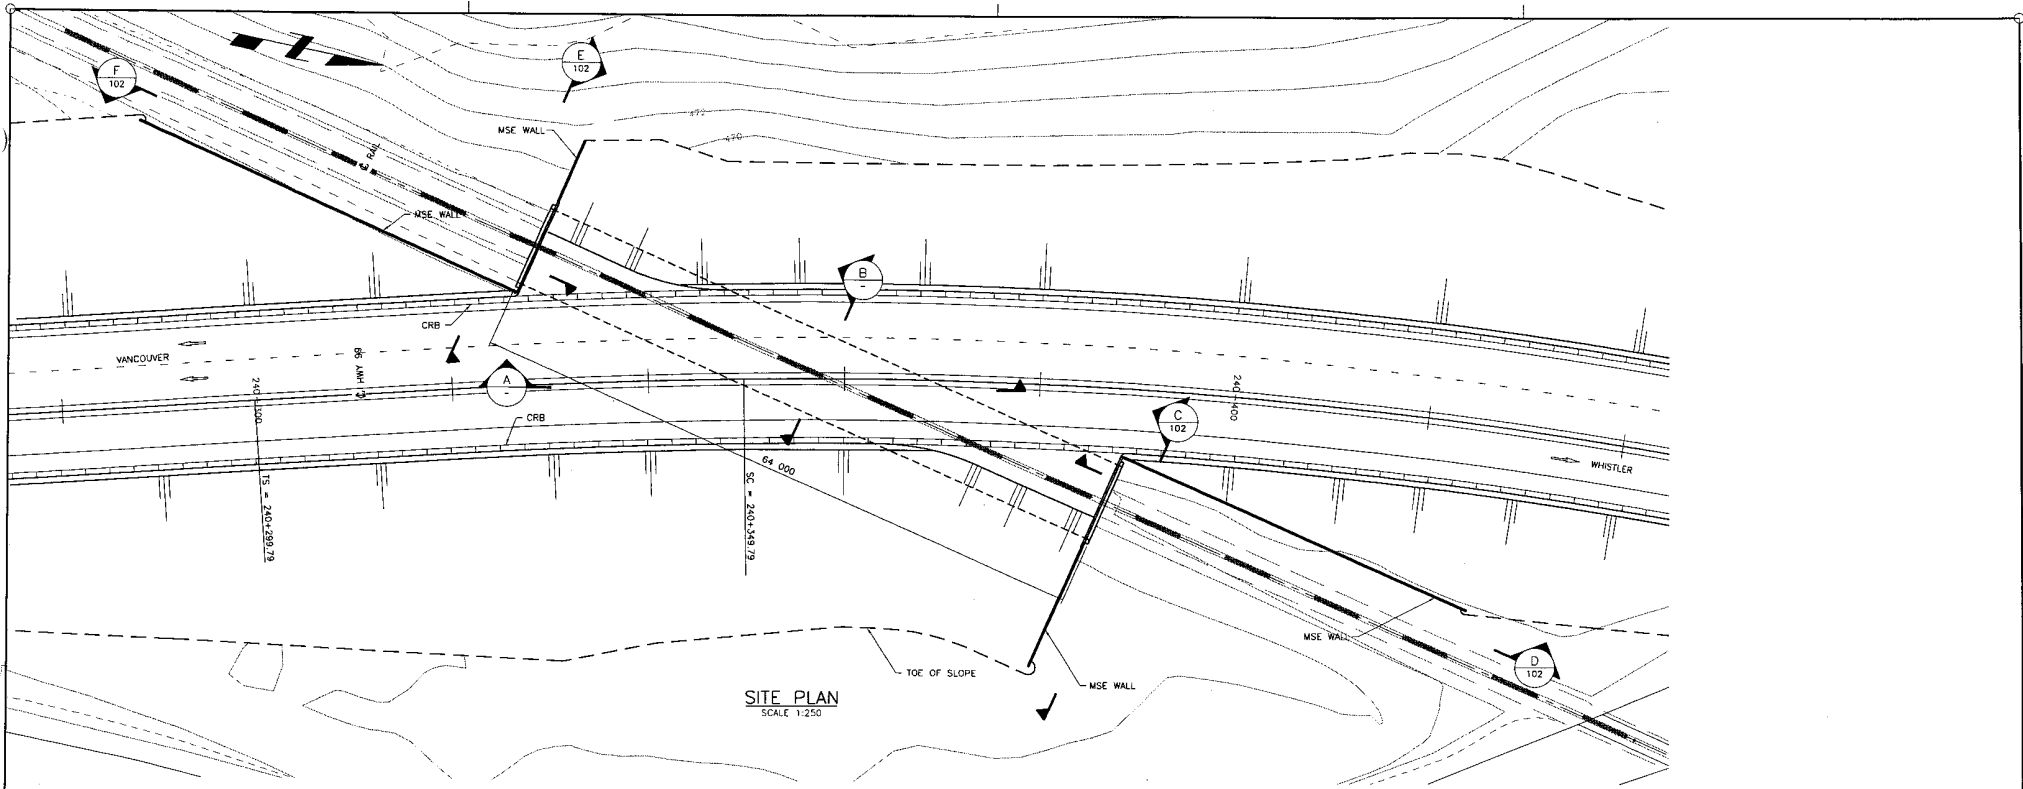 F
102
E
102
MSE WALL
472
470
℄ RAIL
MSE WALL
B
-
CRB
VANCOUVER
℄ HWY 99
A
-
240+300
240+400
CRB
C
102
64 000
WHISTLER
TS = 240+299.79
SC = 240+349.79
MSE WALL
D
102
TOE OF SLOPE
MSE WALL
SITE PLAN
SCALE 1:250